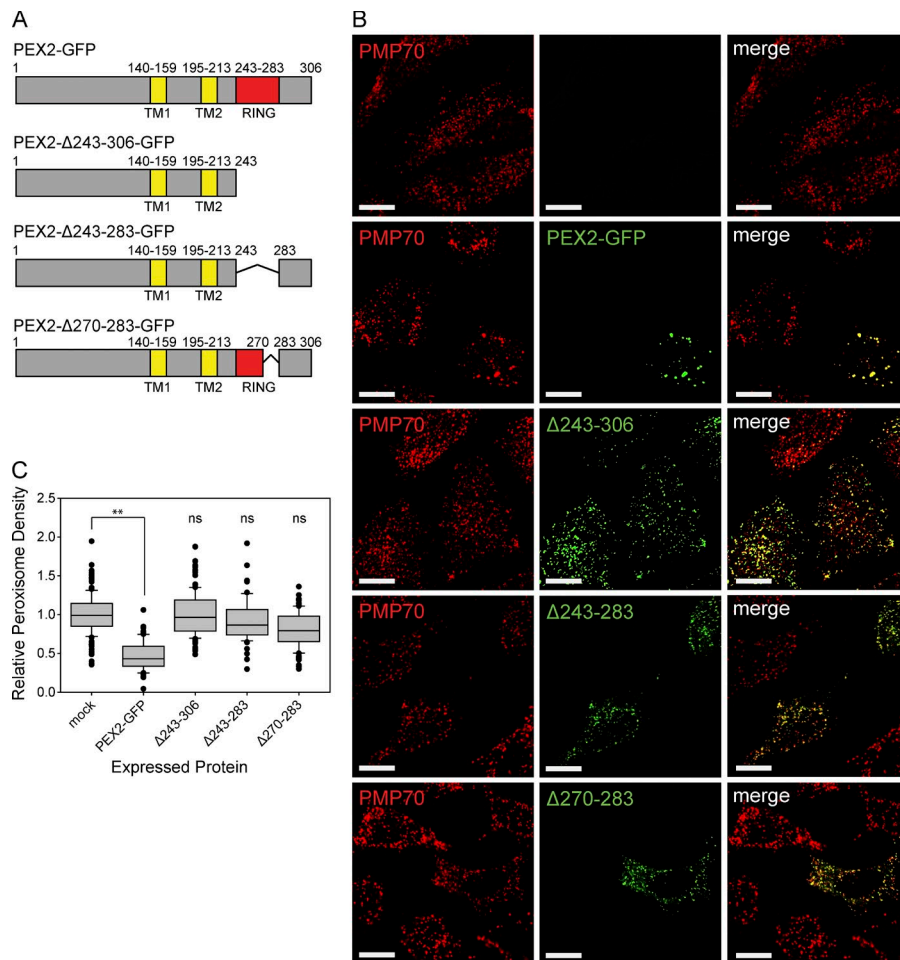 A
PEX2-GFP
1 140-159 195-213 243-283 306
TM1 TM2 RING
PEX2-Δ243-306-GFP
1 140-159 195-213 243
TM1 TM2
PEX2-Δ243-283-GFP
1 140-159 195-213 243 283
TM1 TM2
PEX2-Δ270-283-GFP
1 140-159 195-213 270 283 306
TM1 TM2 RING
B
PMP70 merge
PMP70 PEX2-GFP merge
PMP70 Δ243-306 merge
PMP70 Δ243-283 merge
PMP70 Δ270-283 merge
C
Relative Peroxisome Density
2.5
2.0
1.5
1.0
0.5
0.0
** ns ns ns
mock PEX2-GFP Δ243-306 Δ243-283 Δ270-283
Expressed Protein